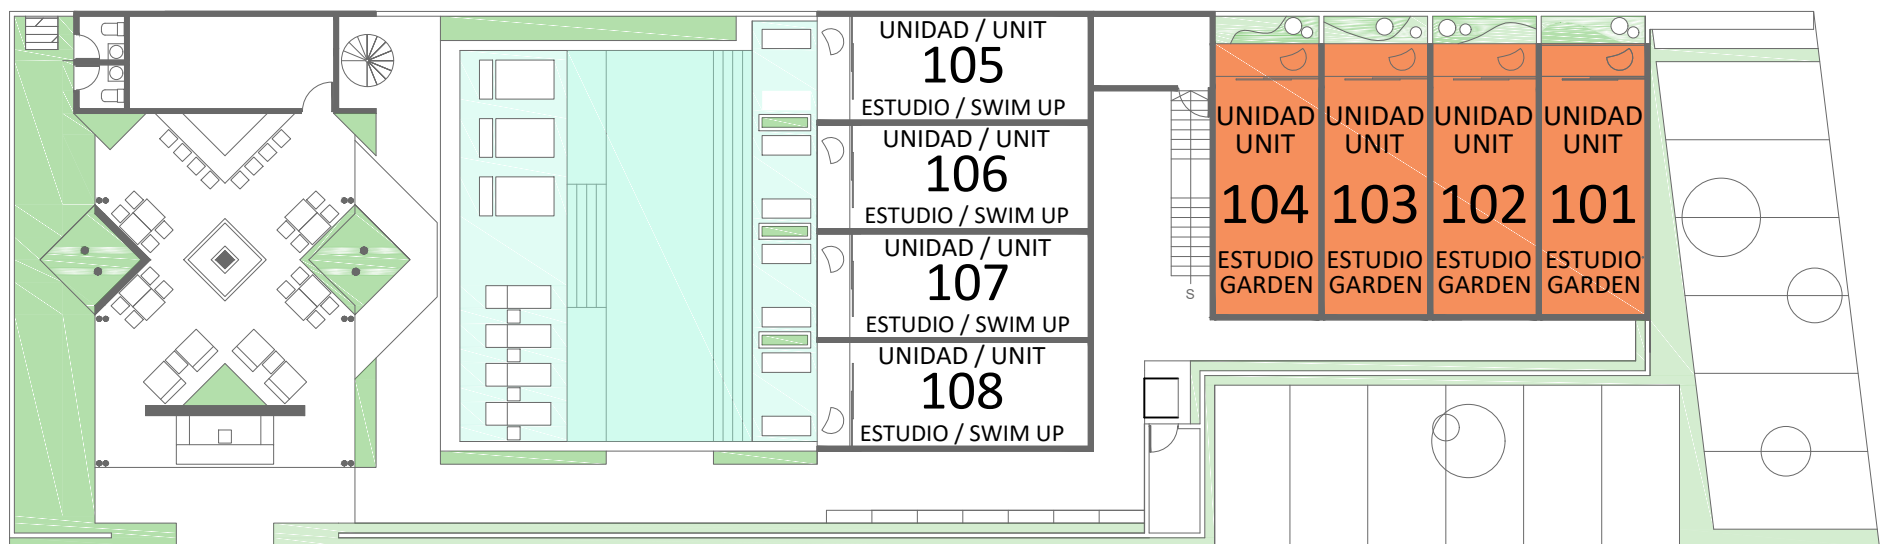 UNIDAD / UNIT
105
ESTUDIO / SWIM UP
UNIDAD / UNIT
106
ESTUDIO / SWIM UP
UNIDAD / UNIT
107
ESTUDIO / SWIM UP
UNIDAD / UNIT
108
ESTUDIO / SWIM UP
S
UNIDAD
UNIT
104
ESTUDIO
GARDEN
UNIDAD
UNIT
103
ESTUDIO
GARDEN
UNIDAD
UNIT
102
ESTUDIO
GARDEN
UNIDAD
UNIT
101
ESTUDIO
GARDEN